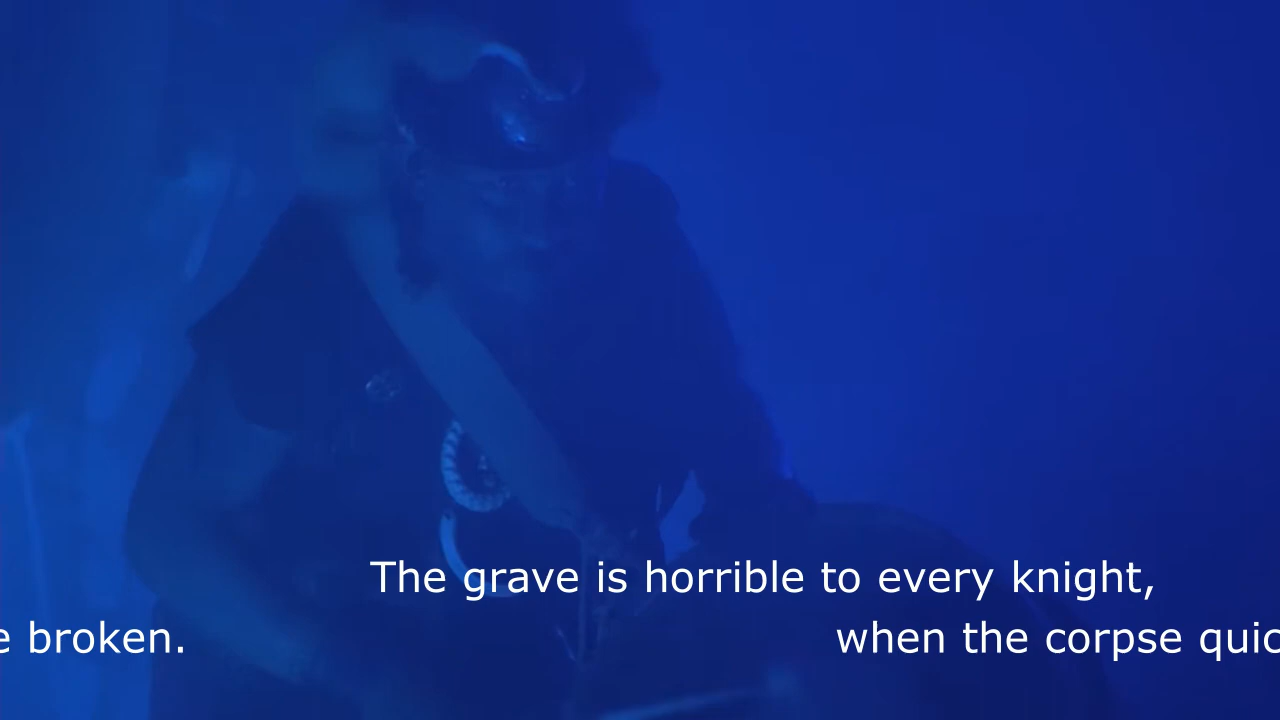 The grave is horrible to every knight,
broken. when the corpse